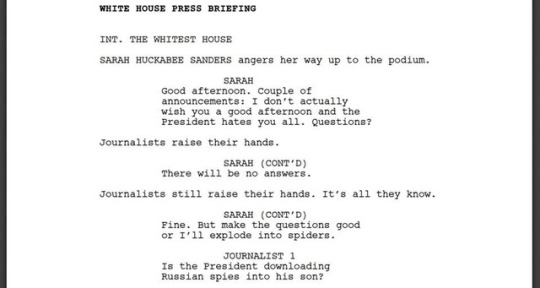 WHITE HOUSE PRESS BRIEFING
INT. THE WHITEST HOUSE
SARAH HUCKABEE SANDERS angers her way up to the podium.
SARAH
Good afternoon. Couple of
announcements: I don't actually
wish you a good afternoon and the
President hates you all. Questions?
Journalists raise their hands.
SARAH (CONT'D)
There will be no answers.
Journalists still raise their hands. It's all they know.
SARAH (CONT'D)
Fine. But make the questions good
or I'll explode into spiders.
JOURNALIST 1
Is the President downloading
Russian spies into his son?